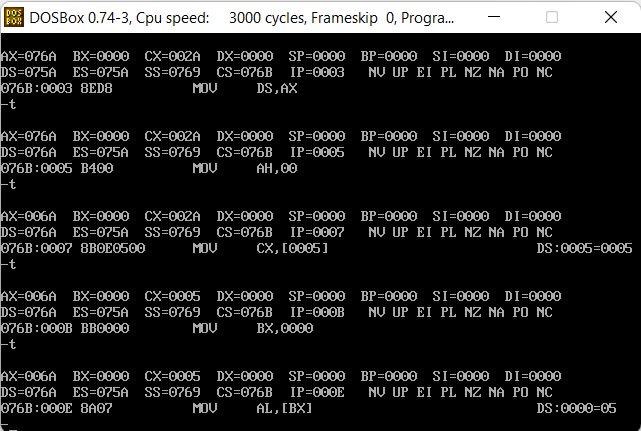 DOS
BOX
DOSBox 0.74-3, Cpu speed: 3000 cycles, Frameskip 0, Progra...
AX=076A BX=0000 CX=002A DX=0000 SP=0000 BP=0000 SI=0000 DI=0000
DS=075A ES=075A SS=0769 CS=076B IP=0003 NV UP EI PL NZ NA PO NC
076B:0003 8ED8 MOV DS,AX
-t
AX=076A BX=0000 CX=002A DX=0000 SP=0000 BP=0000 SI=0000 DI=0000
DS=076A ES=075A SS=0769 CS=076B IP=0005 NV UP EI PL NZ NA PO NC
076B:0005 B400 MOV AH,00
-t
AX=006A BX=0000 CX=002A DX=0000 SP=0000 BP=0000 SI=0000 DI=0000
DS=076A ES=075A SS=0769 CS=076B IP=0007 NV UP EI PL NZ NA PO NC
076B:0007 8B0E0500 MOV CX,[0005] DS:0005=0005
-t
AX=006A BX=0000 CX=0005 DX=0000 SP=0000 BP=0000 SI=0000 DI=0000
DS=076A ES=075A SS=0769 CS=076B IP=000B NV UP EI PL NZ NA PO NC
076B:000B BB0000 MOV BX,0000
-t
AX=006A BX=0000 CX=0005 DX=0000 SP=0000 BP=0000 SI=0000 DI=0000
DS=076A ES=075A SS=0769 CS=076B IP=000E NV UP EI PL NZ NA PO NC
076B:000E 8A07 MOV AL,[BX] DS:0000=05
-_